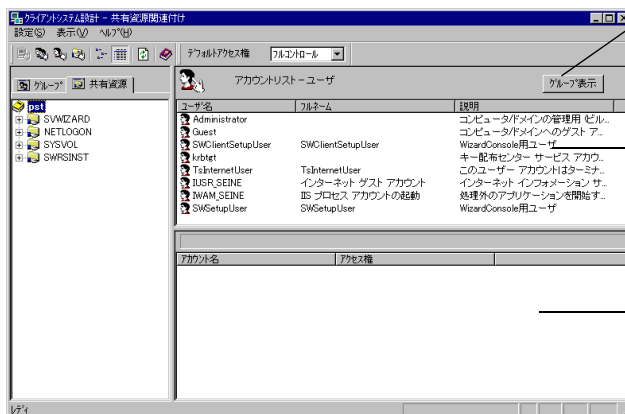 クライアントシステム設計 - 共有資源関連付け
設定(S) 表示(V) ヘルプ(H)
デフォルトアクセス権 フルコントロール
グループ 共有資源
アカウントリスト - ユーザ
グループ表示
pst
SVWIZARD
NETLOGON
SYSVOL
SWRSINST
ユーザ名 フルネーム 説明
Administrator コンピュータ/ドメインの管理用 (ビル...
Guest コンピュータ/ドメインへのゲスト ア...
SWClientSetupUser SWClientSetupUser WizardConsole用ユーザ
krbtgt キー配布センター サービス アカウ...
TsInternetUser TsInternetUser このユーザー アカウントはターミナ...
IUSR_SEINE インターネット ゲスト アカウント インターネット インフォメーション サ...
IWAM_SEINE IIS プロセス アカウントの起動 処理外のアプリケーションを開始す...
SWSetupUser SWSetupUser WizardConsole用ユーザ
アカウント名 アクセス権
レディ